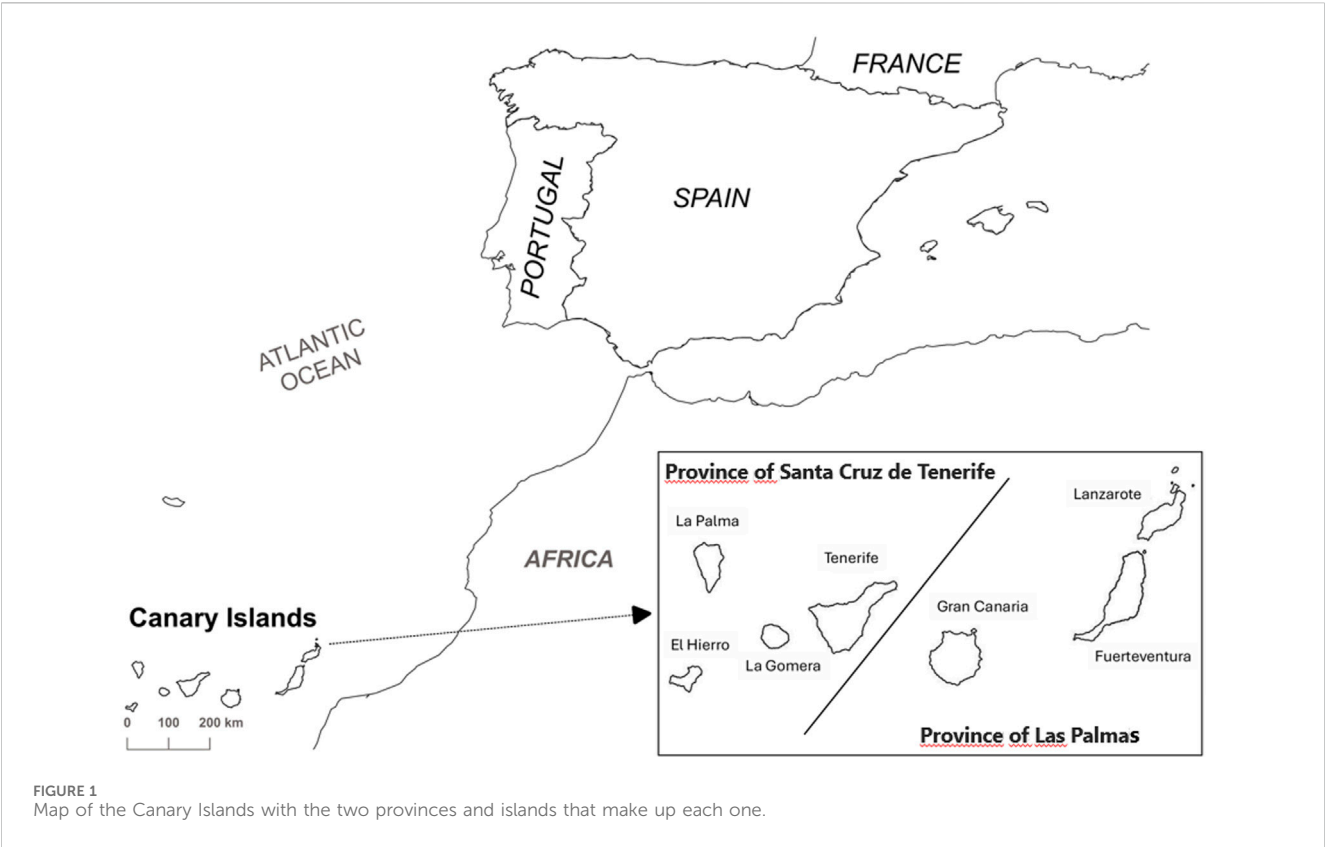 FRANCE
PORTUGAL
SPAIN
ATLANTIC
OCEAN
AFRICA
Canary Islands
0 100 200 km
Province of Santa Cruz de Tenerife
La Palma
Tenerife
El Hierro
La Gomera
Lanzarote
Gran Canaria
Fuerteventura
Province of Las Palmas
FIGURE 1
Map of the Canary Islands with the two provinces and islands that make up each one.